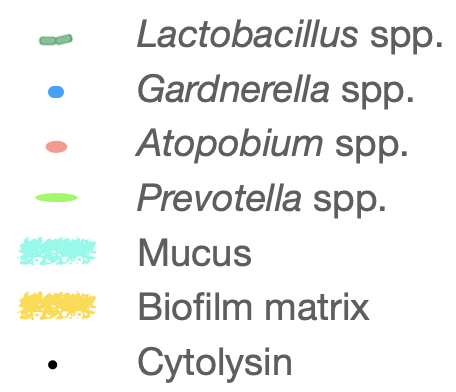 Lactobacillus spp.
Gardnerella spp.
Atopobium spp.
Prevotella spp.
Mucus
Biofilm matrix
Cytolysin